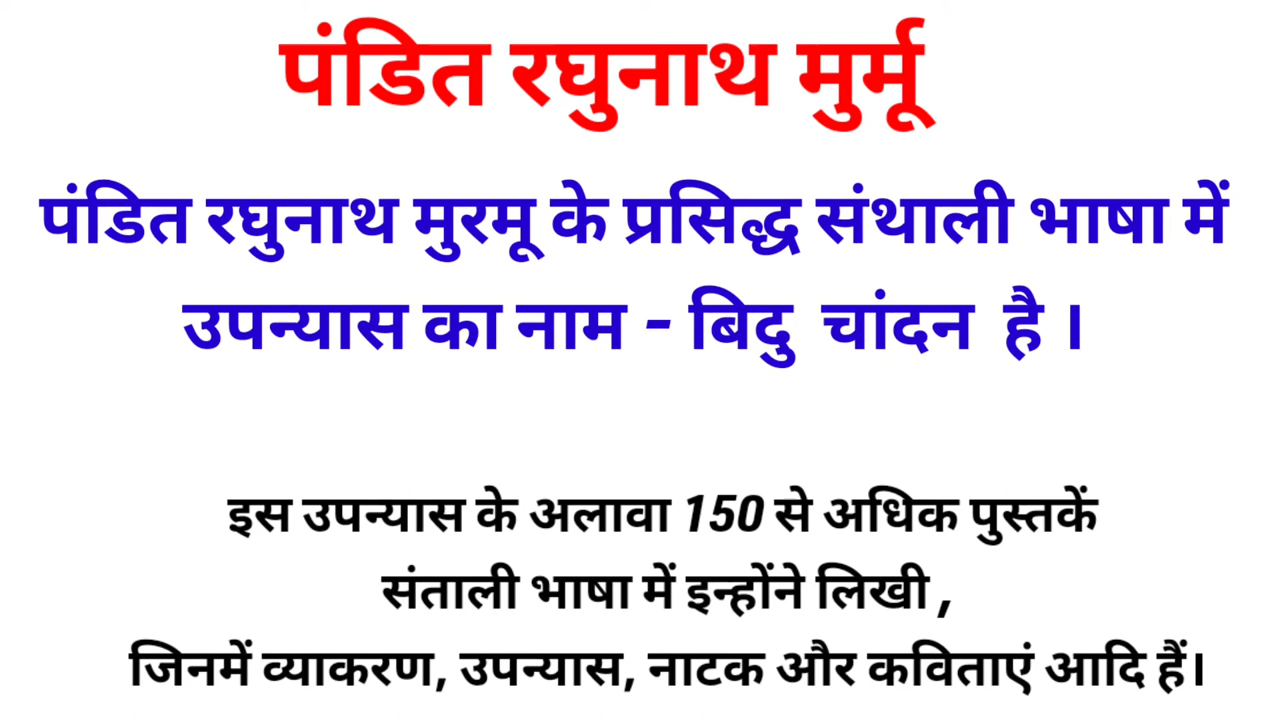 पंडित रघुनाथ मुर्मू
पंडित रघुनाथ मुरमू के प्रसिद्ध संथाली भाषा में
उपन्यास का नाम - बिदु चांदन है ।
इस उपन्यास के अलावा 150 से अधिक पुस्तकें
संताली भाषा में इन्होंने लिखी ,
जिनमें व्याकरण, उपन्यास, नाटक और कविताएं आदि हैं।